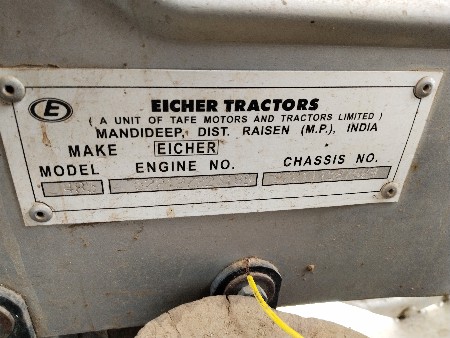 E
EICHER TRACTORS
( A UNIT OF TAFE MOTORS AND TRACTORS LIMITED )
MANDIDEEP, DIST. RAISEN (M.P.), INDIA
MAKE EICHER
MODEL ENGINE NO. CHASSIS NO.